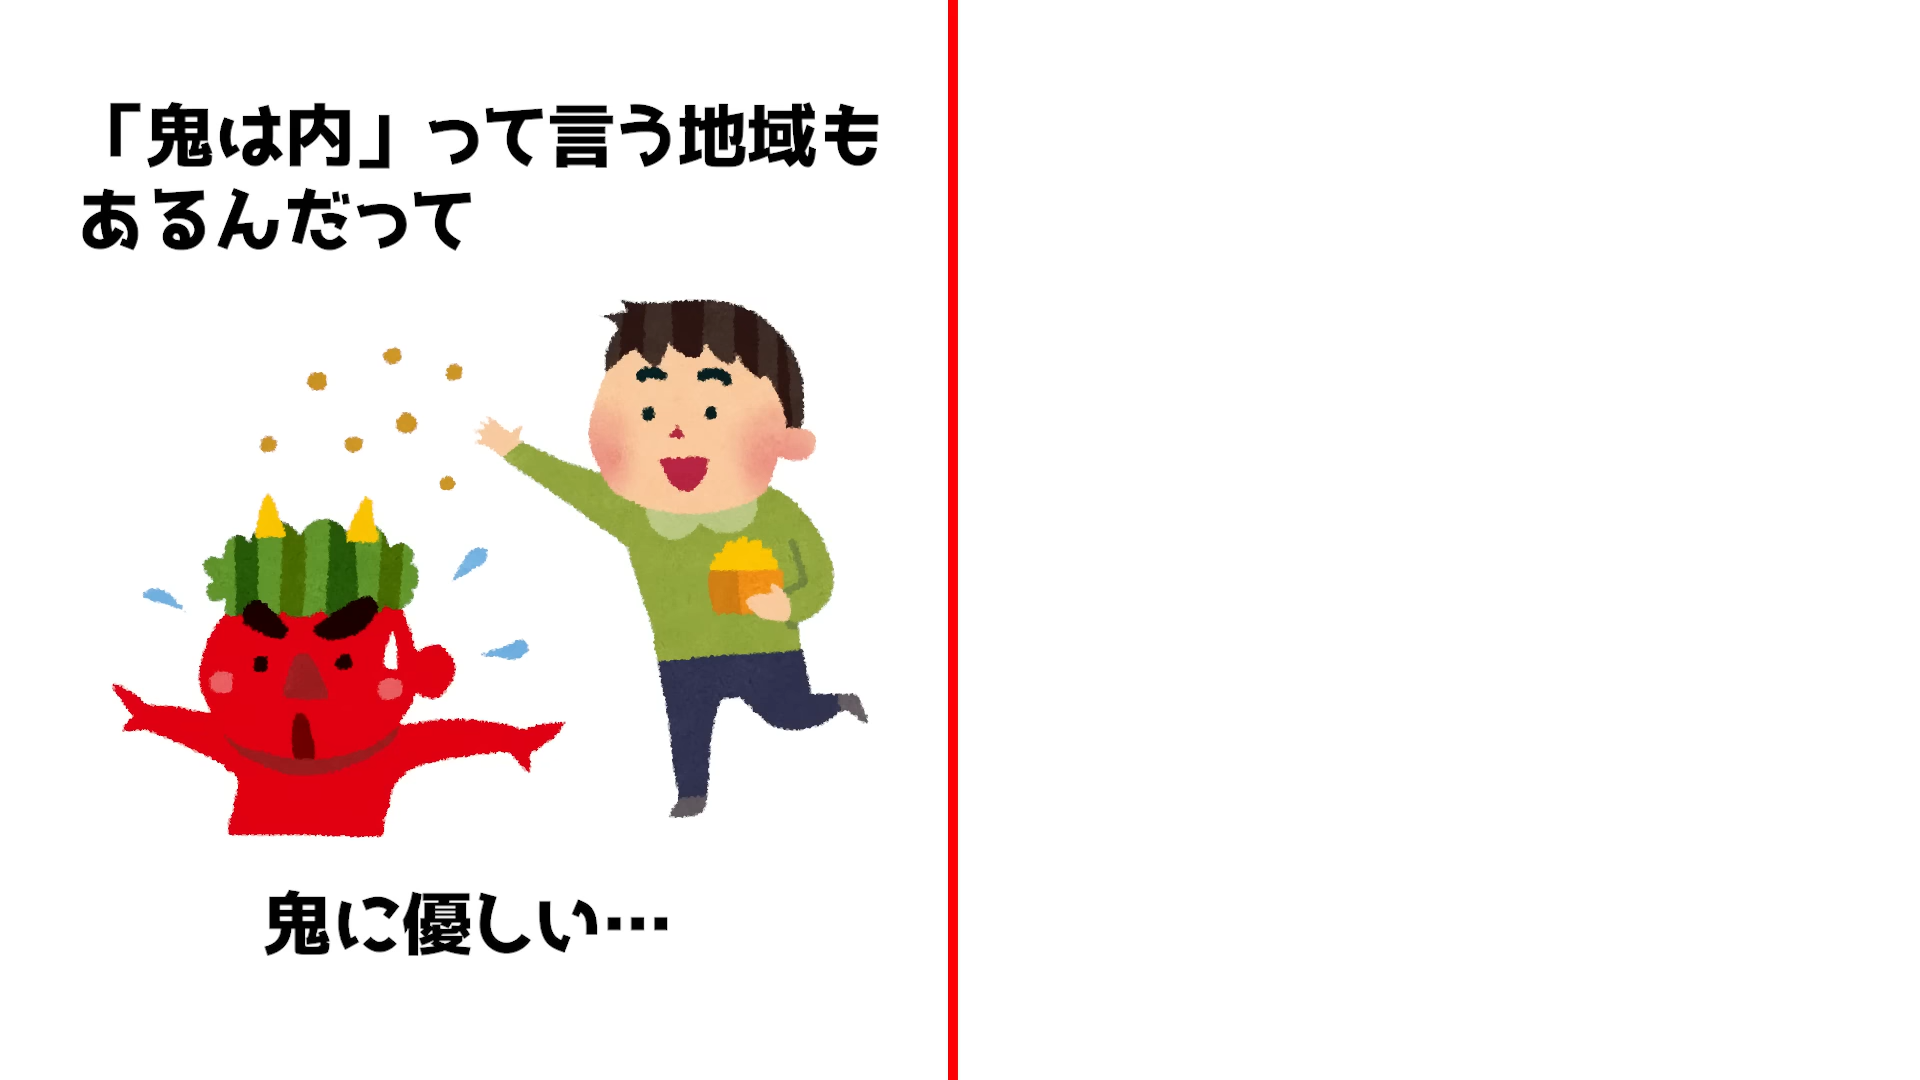 「鬼は内」って言う地域も
あるんだって
鬼に優しい…